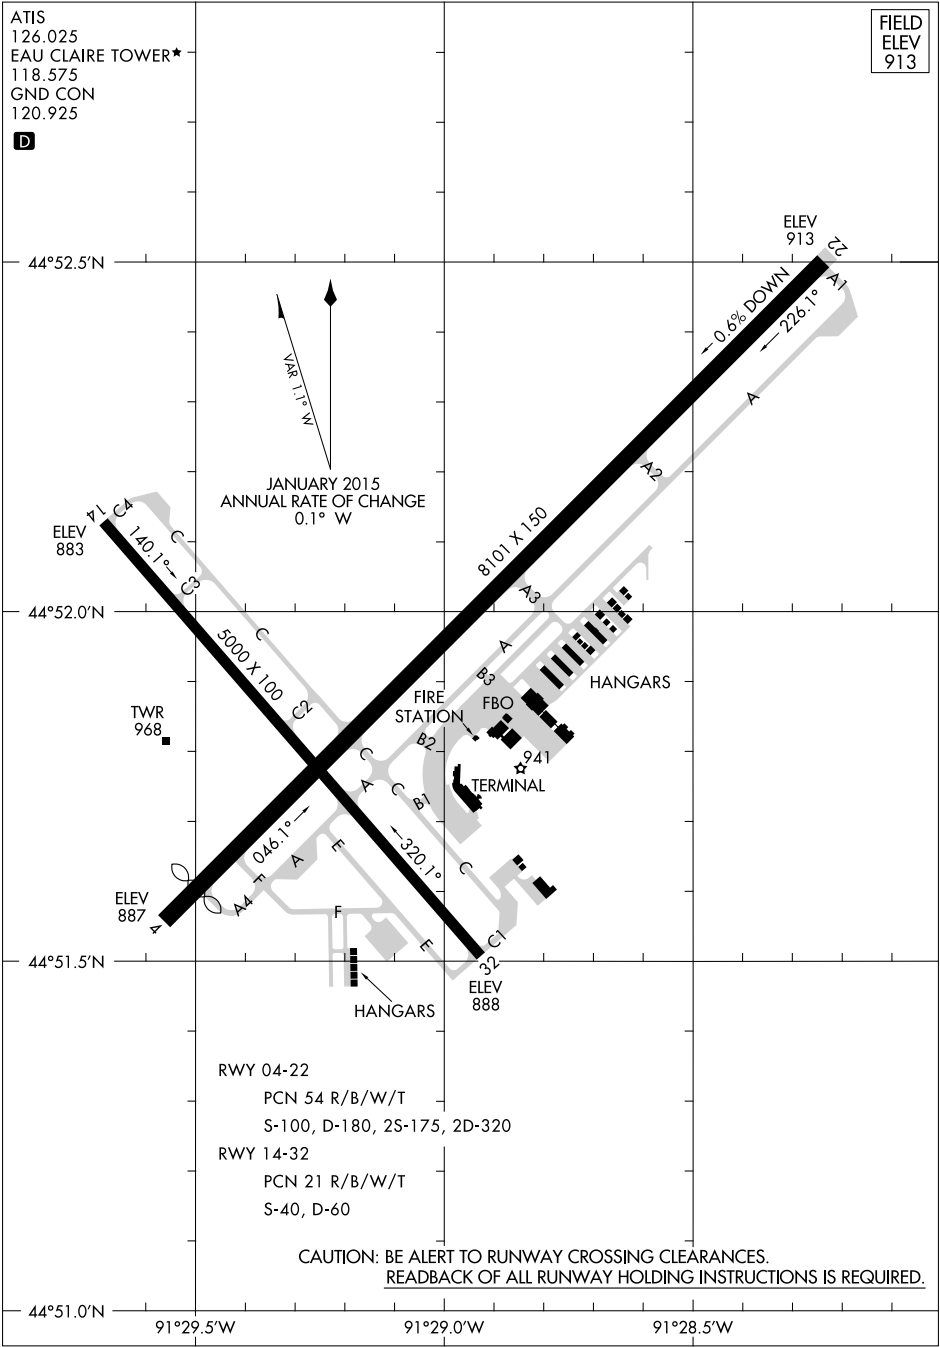 ATIS
126.025
EAU CLAIRE TOWER★
118.575
GND CON
120.925
D
FIELD
ELEV
913
ELEV
913
22
44°52.5'N
A1
0.6% DOWN
226.1°
VAR 1.1° W
A
JANUARY 2015
ANNUAL RATE OF CHANGE
0.1° W
A2
14
C4
ELEV
883
140.1°
C
8101 X 150
C3
A3
44°52.0'N
C
5000 X 100
A
B3
HANGARS
FIRE
STATION
FBO
C2
TWR
968
B2
C
941
A
C
B1
TERMINAL
046.1°
E
A
320.1°
C
F
ELEV
887
A4
F
4
E
C1
44°51.5'N
32
ELEV
888
HANGARS
RWY 04-22
PCN 54 R/B/W/T
S-100, D-180, 2S-175, 2D-320
RWY 14-32
PCN 21 R/B/W/T
S-40, D-60
CAUTION: BE ALERT TO RUNWAY CROSSING CLEARANCES.
READBACK OF ALL RUNWAY HOLDING INSTRUCTIONS IS REQUIRED.
44°51.0'N
91°29.5'W
91°29.0'W
91°28.5'W